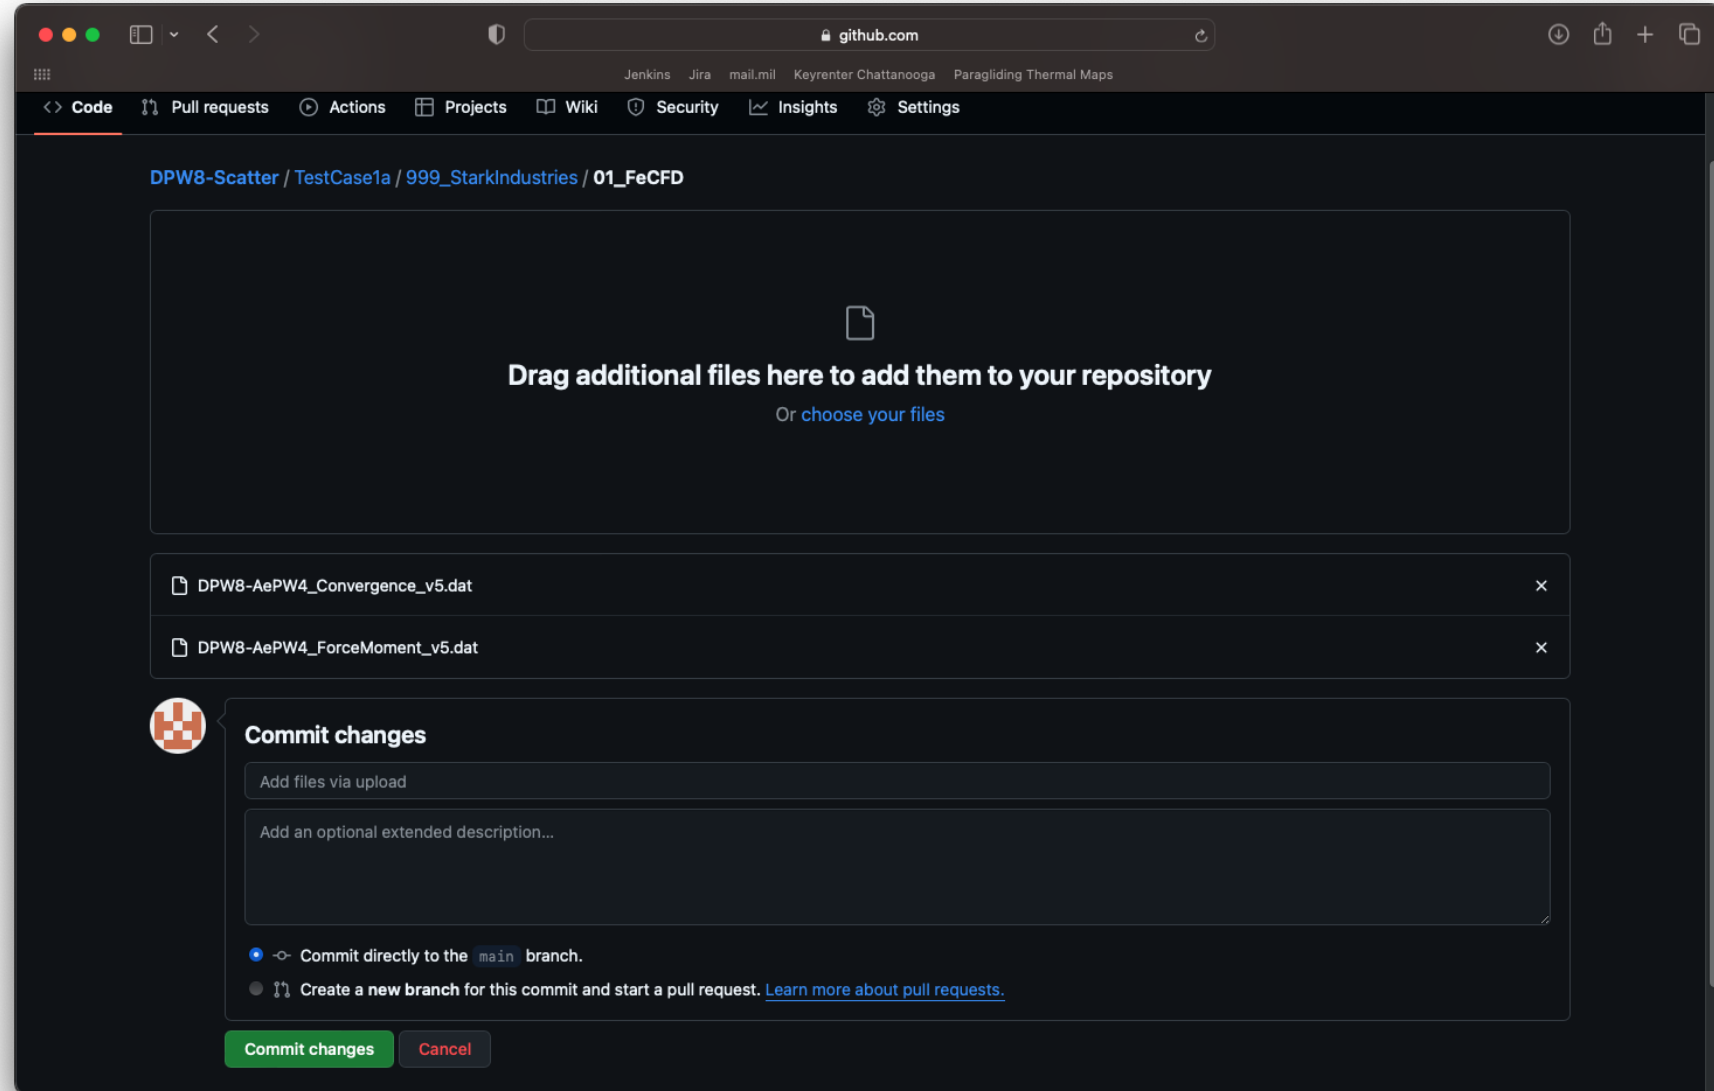 github.com
Jenkins Jira mail.mil Keyrenter Chattanooga Paragliding Thermal Maps
<> Code Pull requests Actions Projects Wiki Security Insights Settings
DPW8-Scatter / TestCase1a / 999_StarkIndustries / 01_FeCFD
Drag additional files here to add them to your repository
Or choose your files
DPW8-AePW4_Convergence_v5.dat
DPW8-AePW4_ForceMoment_v5.dat
Commit changes
Add files via upload
Add an optional extended description...
Commit directly to the main branch.
Create a new branch for this commit and start a pull request. Learn more about pull requests.
Commit changes Cancel